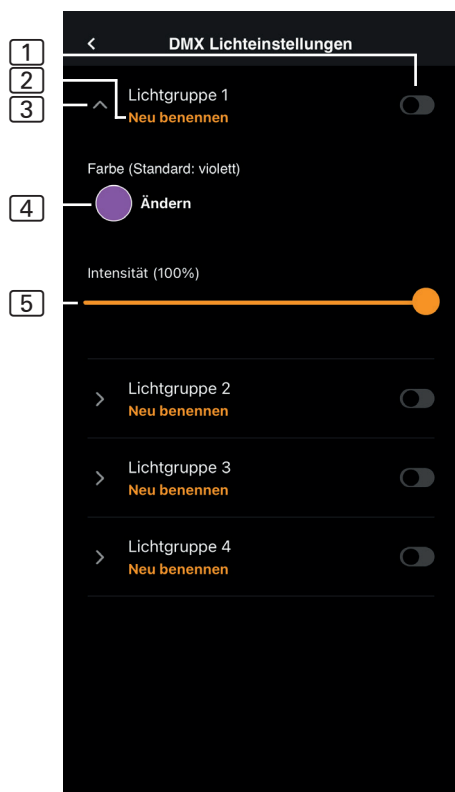 DMX Lichteinstellungen
1
2
3
Lichtgruppe 1
Neu benennen
Farbe (Standard: violett)
4
Ändern
Intensität (100%)
5
Lichtgruppe 2
Neu benennen
Lichtgruppe 3
Neu benennen
Lichtgruppe 4
Neu benennen